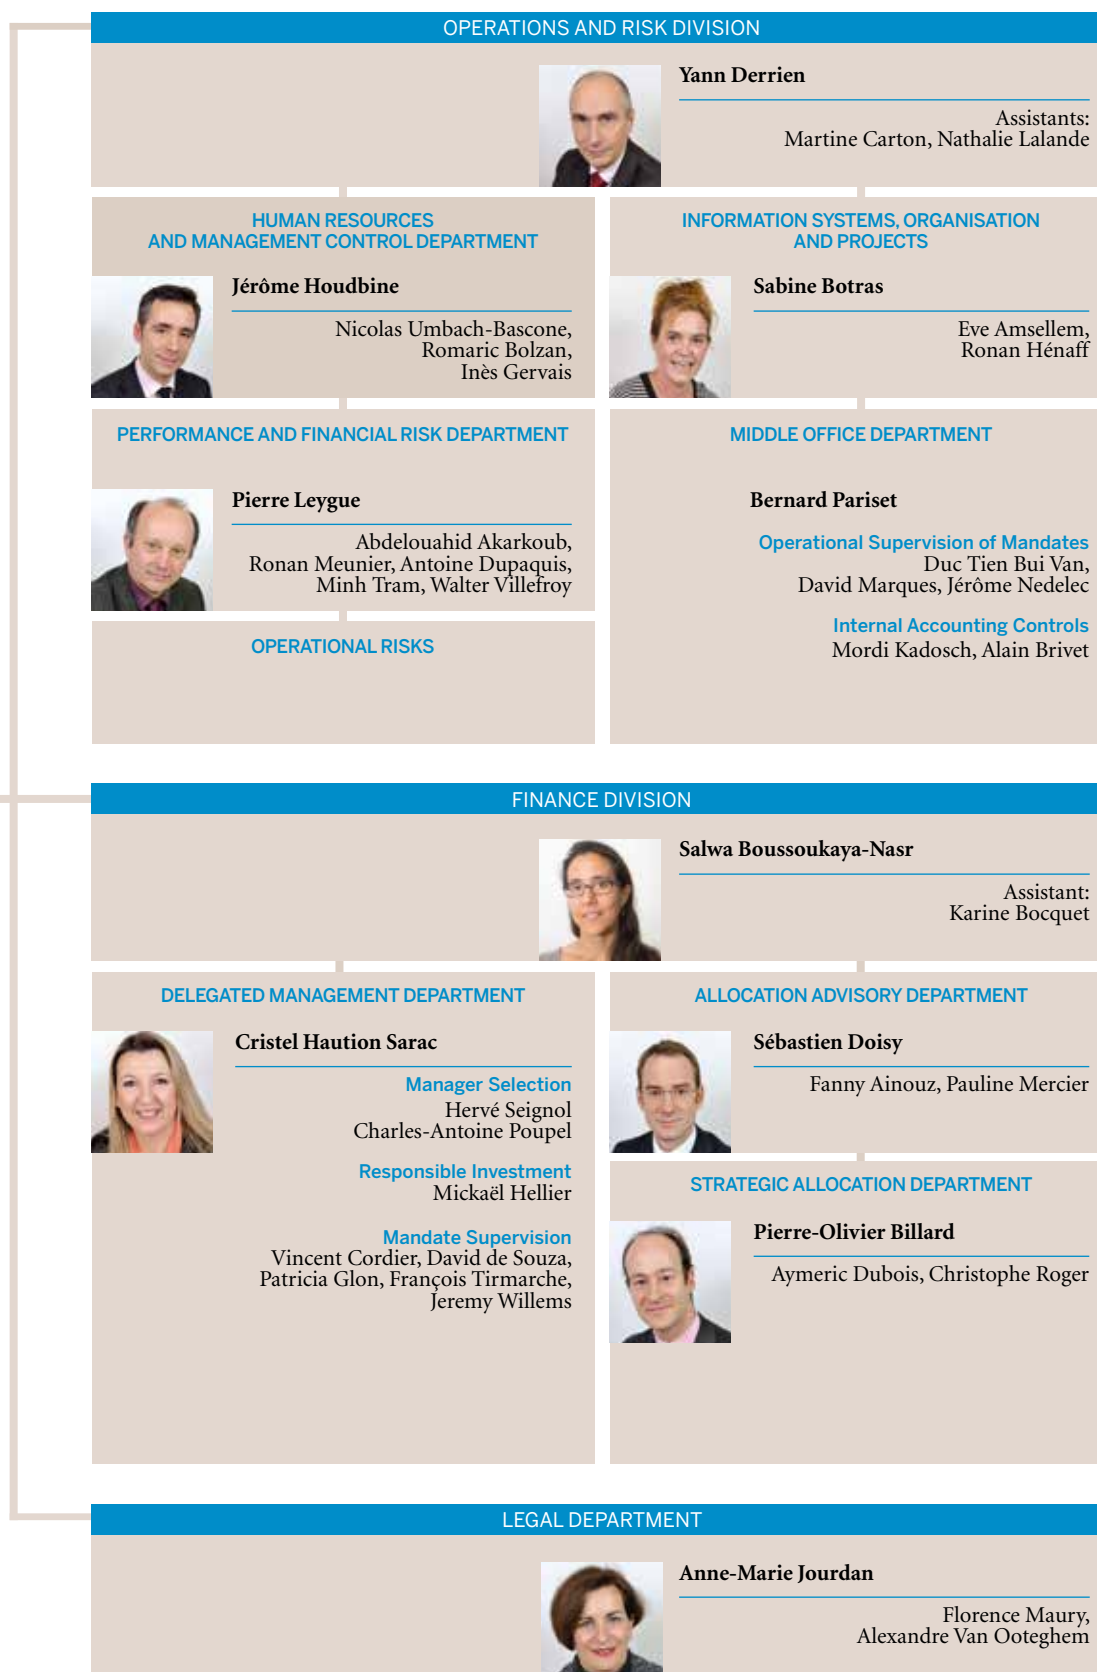 OPERATIONS AND RISK DIVISION
Yann Derrien
Assistants:
Martine Carton, Nathalie Lalande
HUMAN RESOURCES
AND MANAGEMENT CONTROL DEPARTMENT
Jérôme Houdbine
Nicolas Umbach-Bascone,
Romaric Bolzan,
Inès Gervais
INFORMATION SYSTEMS, ORGANISATION
AND PROJECTS
Sabine Botras
Eve Amsellem,
Ronan Hénaff
PERFORMANCE AND FINANCIAL RISK DEPARTMENT
Pierre Leygue
Abdelouahid Akarkoub,
Ronan Meunier, Antoine Dupaquis,
Minh Tram, Walter Villefroy
OPERATIONAL RISKS
MIDDLE OFFICE DEPARTMENT
Bernard Pariset
Operational Supervision of Mandates
Duc Tien Bui Van,
David Marques, Jérôme Nedelec
Internal Accounting Controls
Mordi Kadosch, Alain Brivet
FINANCE DIVISION
Salwa Boussoukaya-Nasr
Assistant:
Karine Bocquet
DELEGATED MANAGEMENT DEPARTMENT
Cristel Haution Sarac
Manager Selection
Hervé Seignol
Charles-Antoine Poupel
Responsible Investment
Mickaël Hellier
Mandate Supervision
Vincent Cordier, David de Souza,
Patricia Glon, François Tirmarche,
Jeremy Willems
ALLOCATION ADVISORY DEPARTMENT
Sébastien Doisy
Fanny Ainouz, Pauline Mercier
STRATEGIC ALLOCATION DEPARTMENT
Pierre-Olivier Billard
Aymeric Dubois, Christophe Roger
LEGAL DEPARTMENT
Anne-Marie Jourdan
Florence Maury,
Alexandre Van Ooteghem